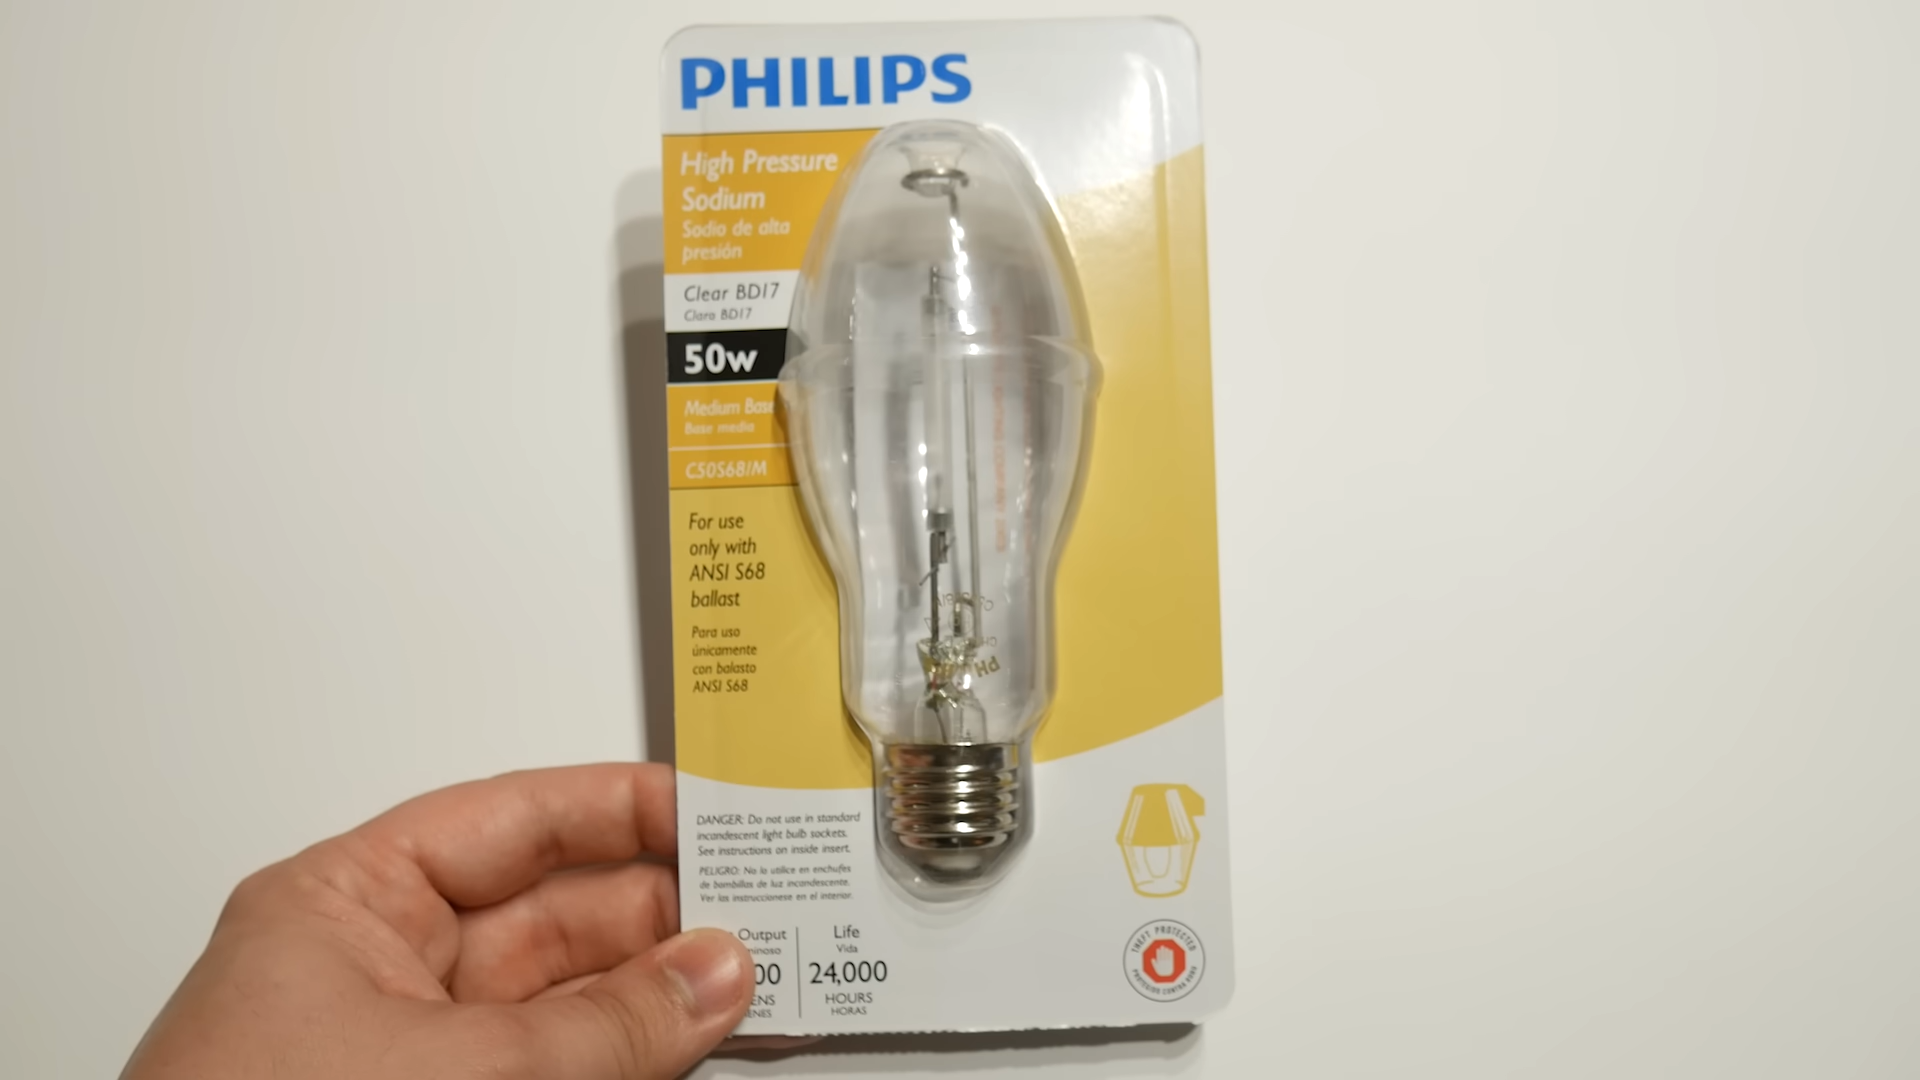 PHILIPS
High Pressure
Sodium
Sodio de alta
presión
Clear BD17
Claro BD17
50w
Medium Base
Base media
C50S68/M
For use
only with
ANSI S68
ballast
Para uso
únicamente
con balasto
ANSI S68
DANGER: Do not use in standard
incandescent light bulb sockets.
See instructions on inside insert.
PELIGRO: No lo utilice en enchufes
de bombillas de luz incandescente.
Ver las instruccionese en el interior.
Output
Life
Vida
24,000
HOURS
HORAS
THEFT PROTECTED